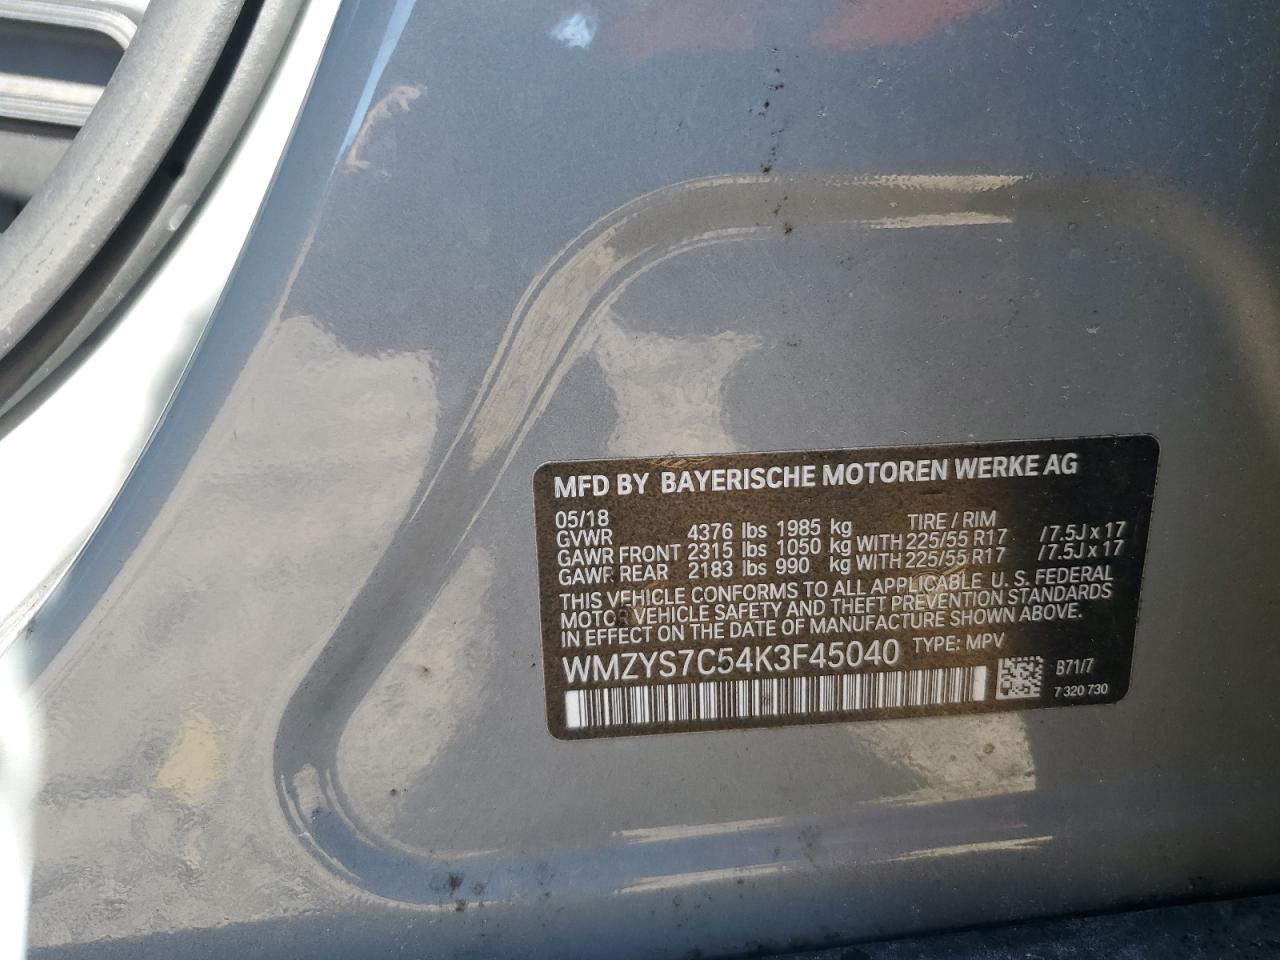 MFD BY BAYERISCHE MOTOREN WERKE AG
05/18 TIRE / RIM
GVWR 4376 lbs 1985 kg
GAWR FRONT 2315 lbs 1050 kg WITH 225/55 R17 /7.5J x 17
GAWR REAR 2183 lbs 990 kg WITH 225/55 R17 /7.5J x 17
THIS VEHICLE CONFORMS TO ALL APPLICABLE U. S. FEDERAL
MOTOR VEHICLE SAFETY AND THEFT PREVENTION STANDARDS
IN EFFECT ON THE DATE OF MANUFACTURE SHOWN ABOVE.
WMZYS7C54K3F45040 TYPE: MPV
B71/7
7 320 730